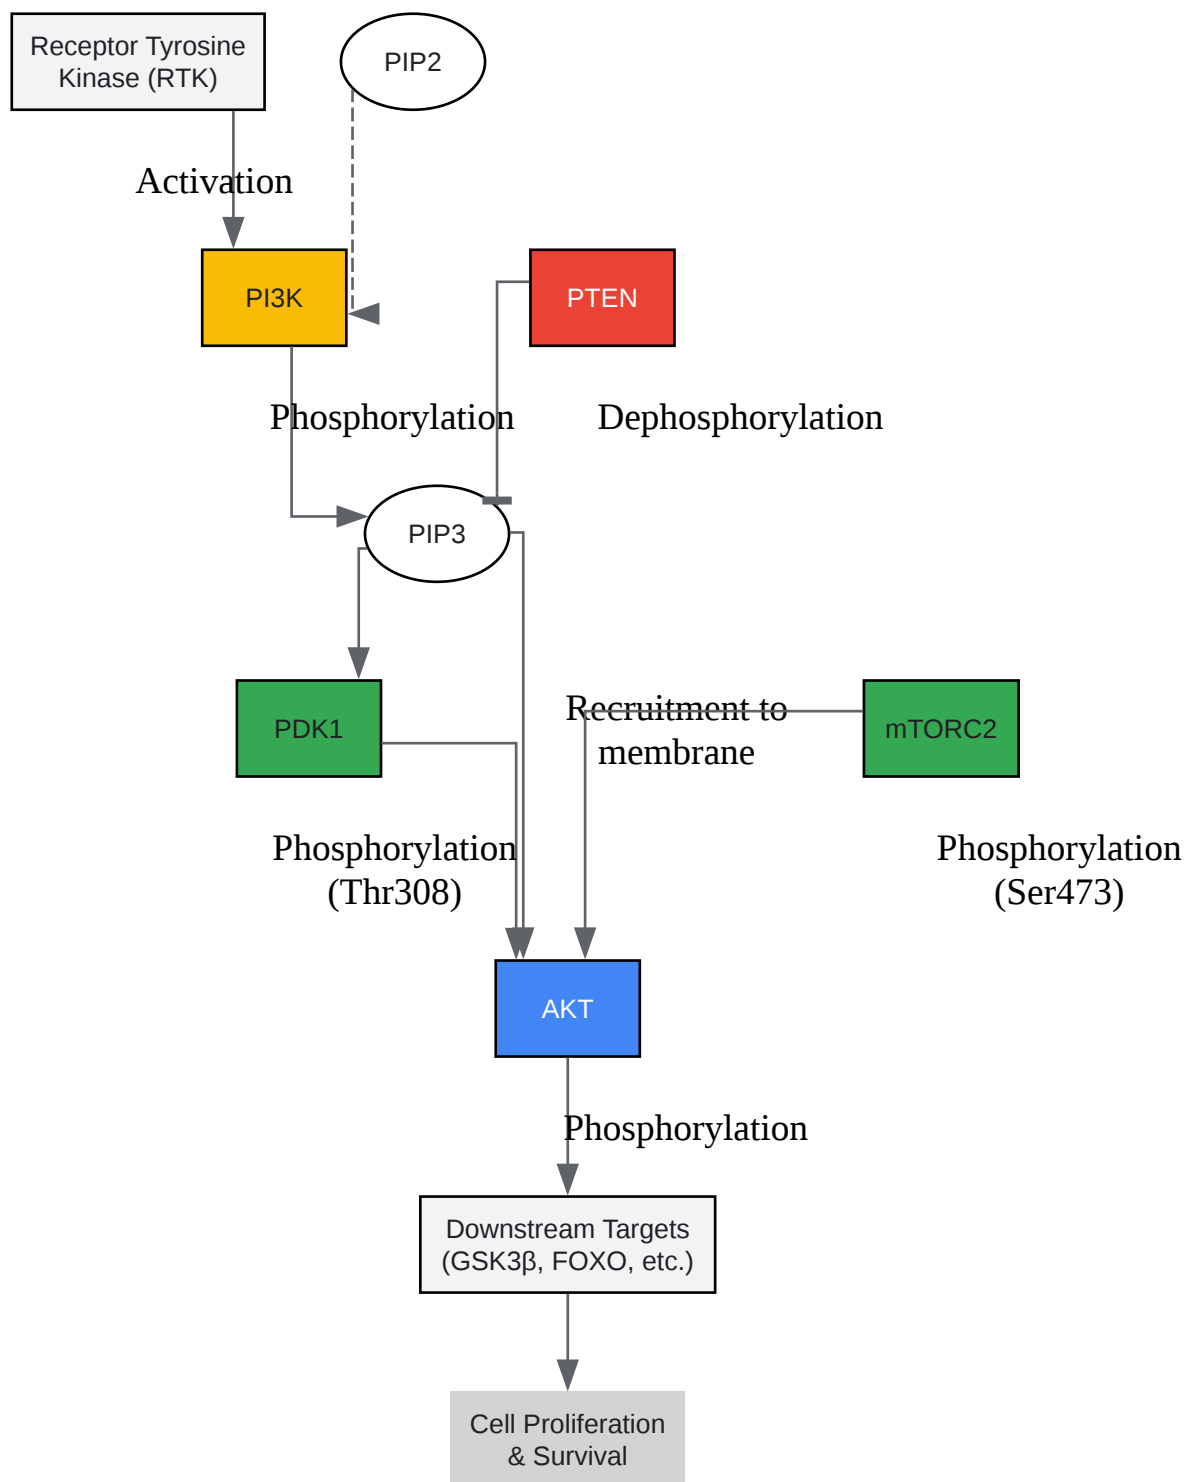 Receptor Tyrosine
Kinase (RTK)
PIP2
Activation
PI3K
PTEN
Phosphorylation
Dephosphorylation
PIP3
PDK1
Recruitment to
membrane
mTORC2
Phosphorylation
(Thr308)
Phosphorylation
(Ser473)
AKT
Phosphorylation
Downstream Targets
(GSK3β, FOXO, etc.)
Cell Proliferation
& Survival